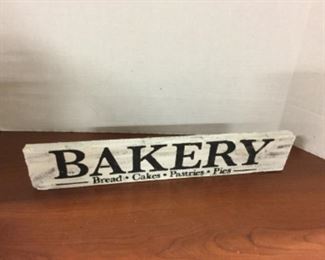 BAKERY
Bread • Cakes • Pastries • Pies